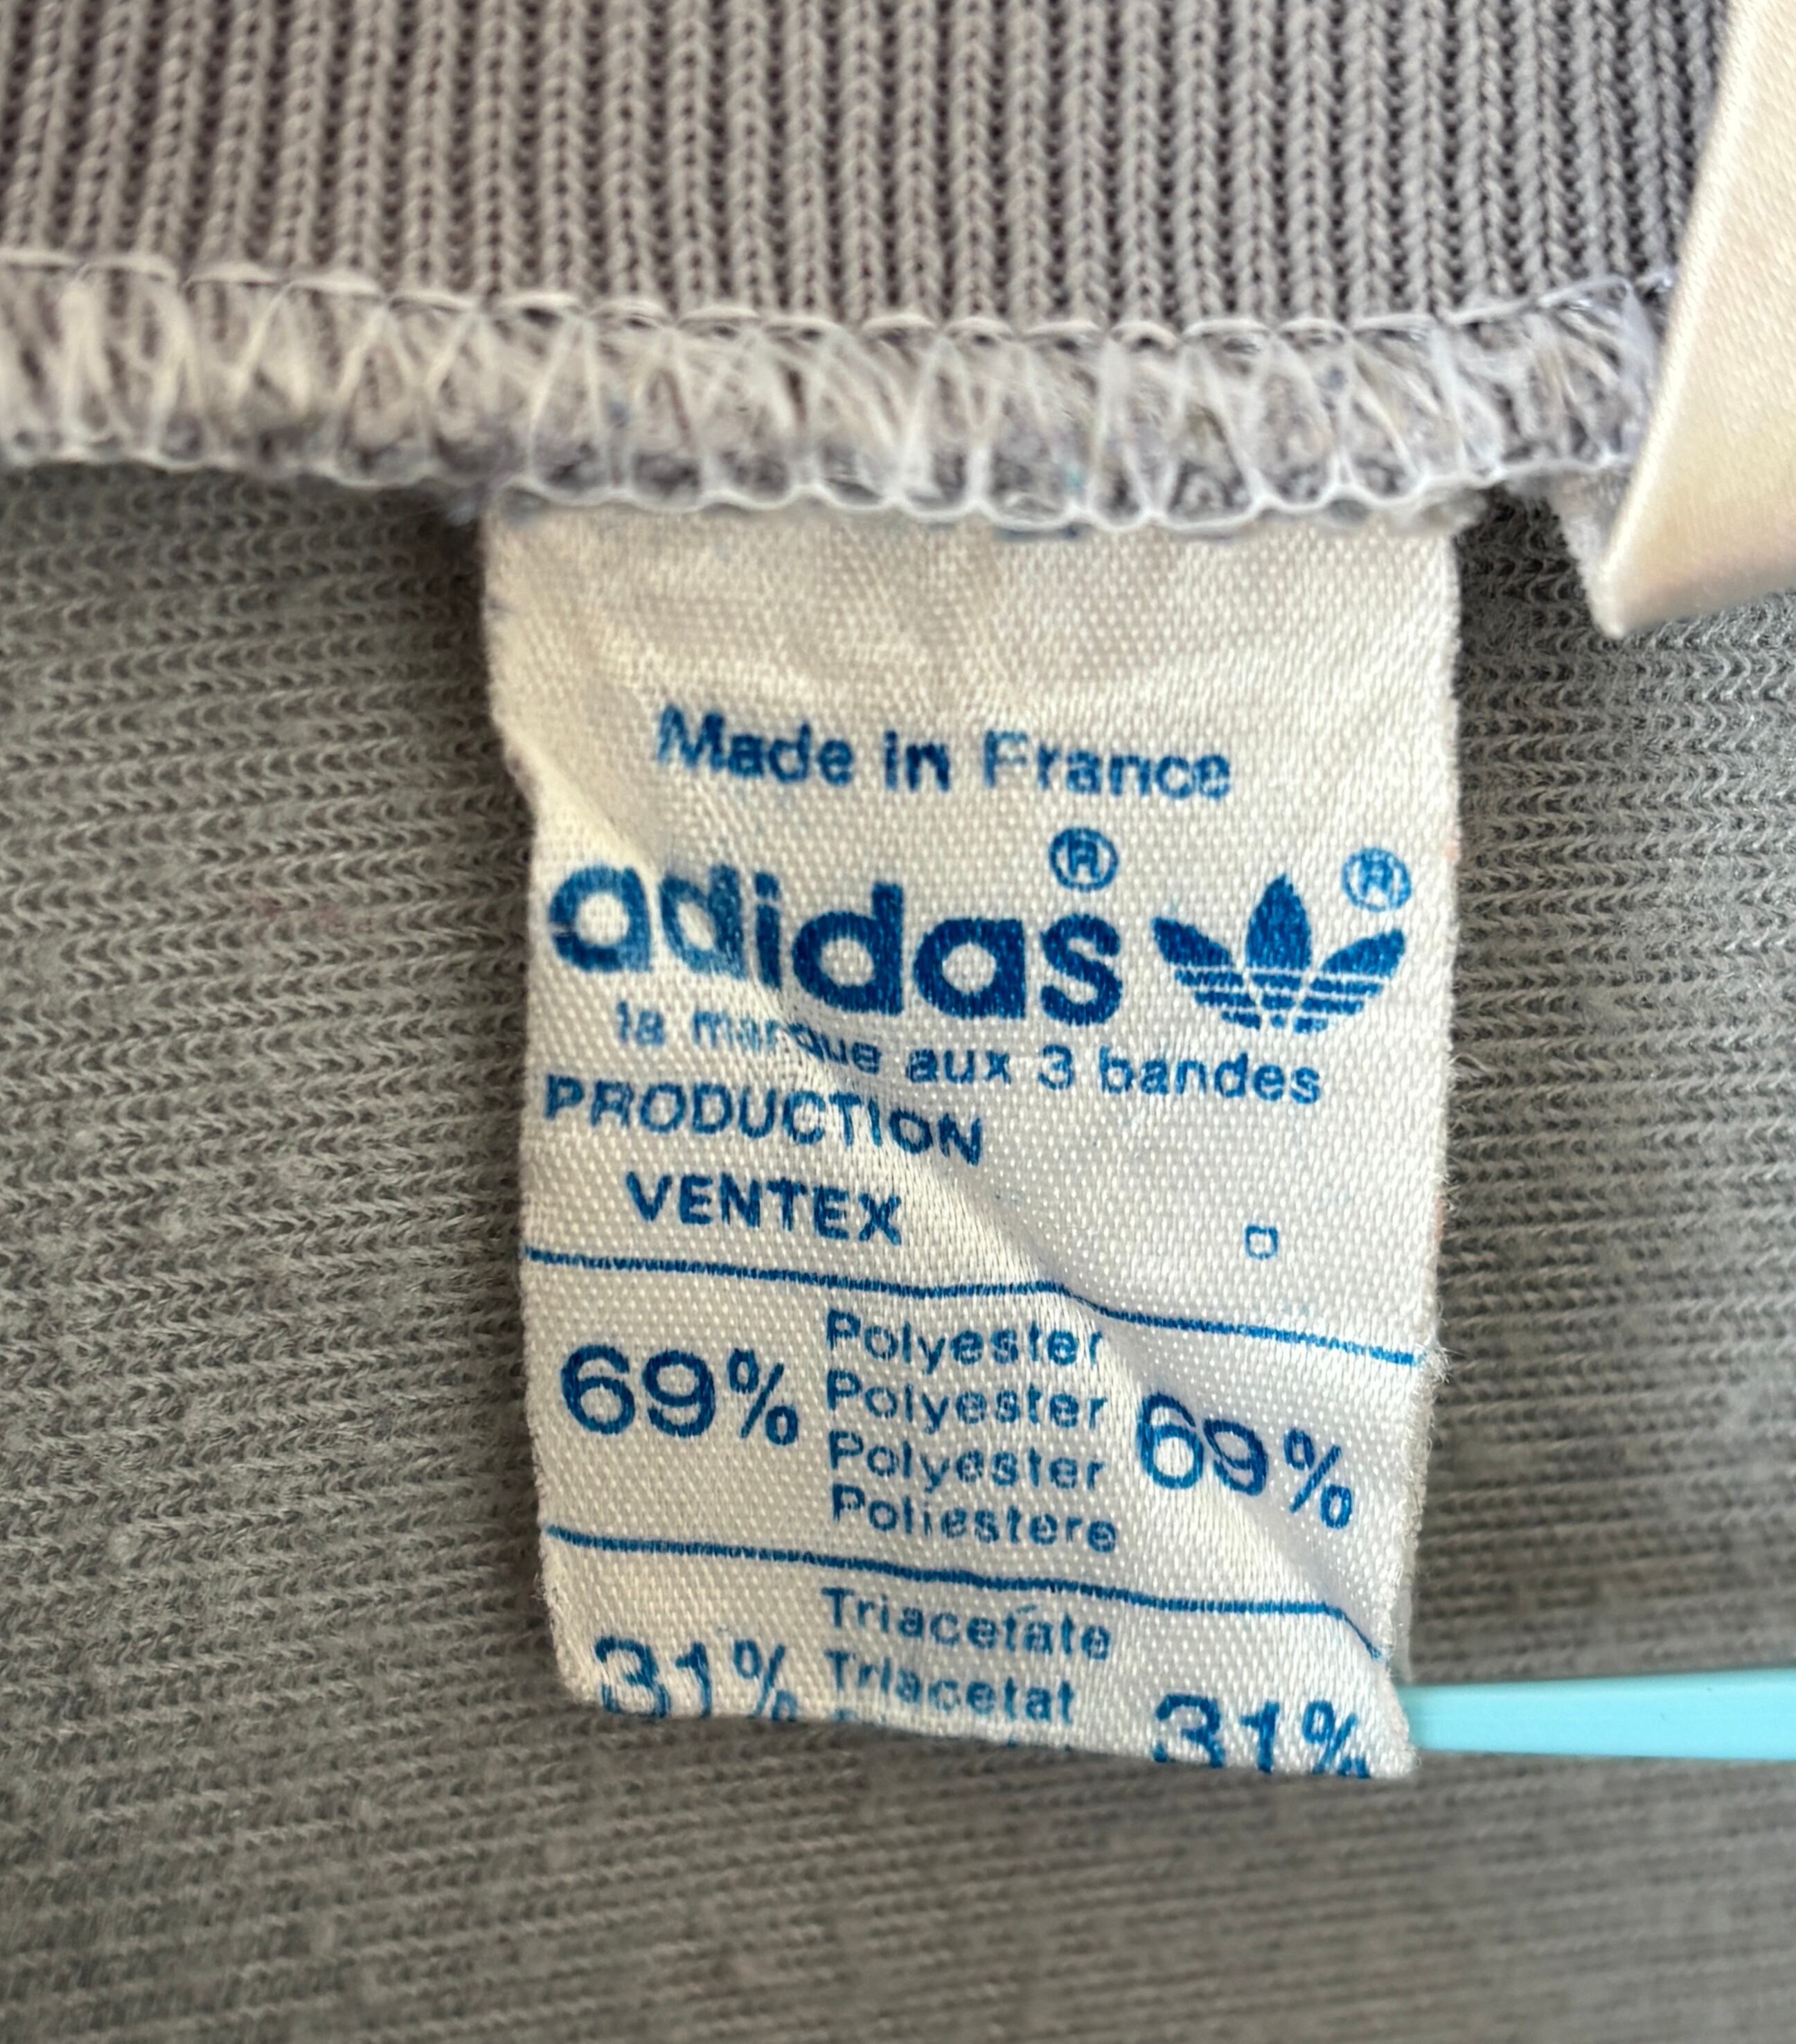 Made in France
adidas ® ®
la marque aux 3 bandes
PRODUCTION
VENTEX
Polyester
69% Polyester 69%
Polyester
Poliestere
Triacetate
31% Triacetat 31%